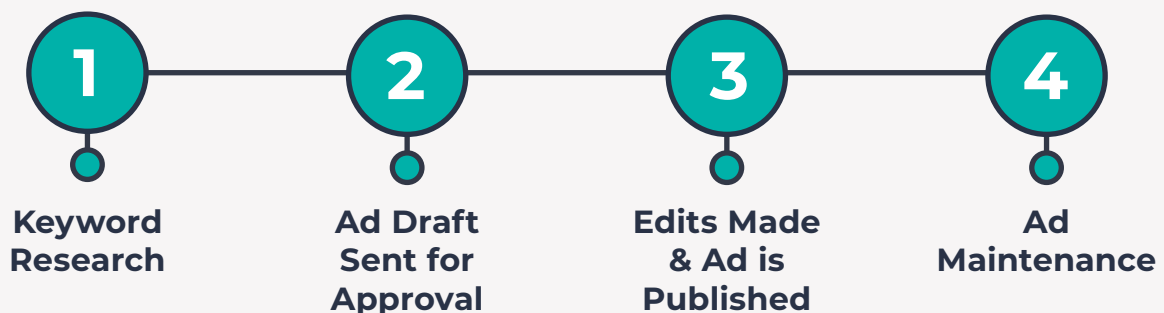 1
2
3
4
Keyword
Research
Ad Draft
Sent for
Approval
Edits Made
& Ad is
Published
Ad
Maintenance